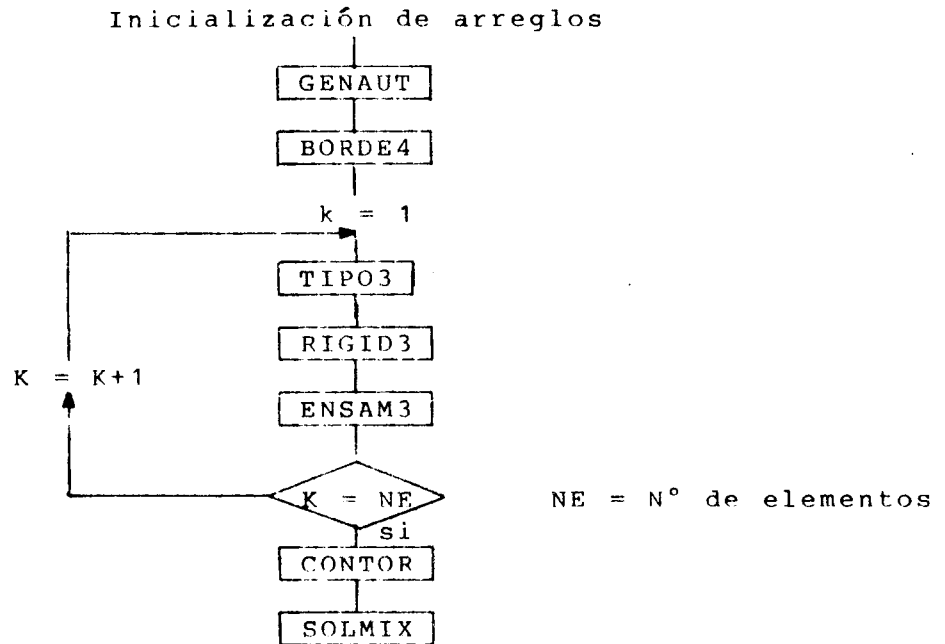 Inicialización de arreglos
GENAUT
BORDE4
k = 1
TIPO3
RIGID3
K = K+1
ENSAM3
K = NE
NE = N° de elementos
si
CONTOR
SOLMIX